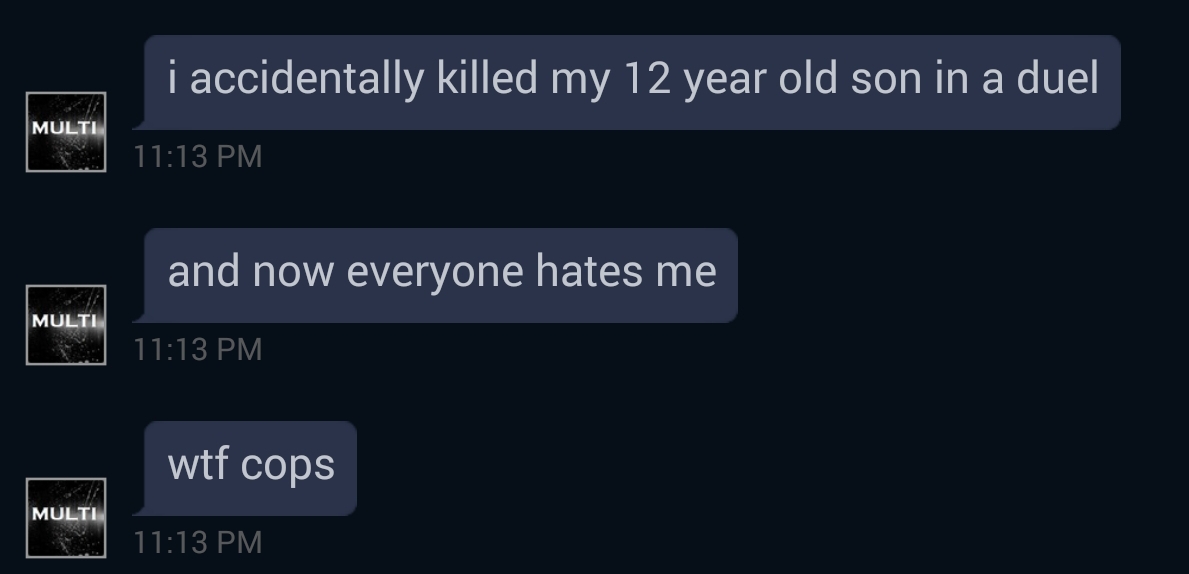 i accidentally killed my 12 year old son in a duel
MULTI
11:13 PM
and now everyone hates me
MULTI
11:13 PM
wtf cops
MULTI
11:13 PM